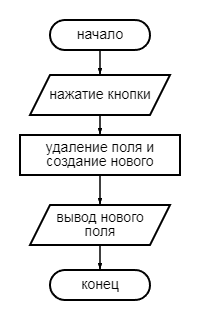 начало
нажатие кнопки
удаление поля и
создание нового
вывод нового
поля
конец